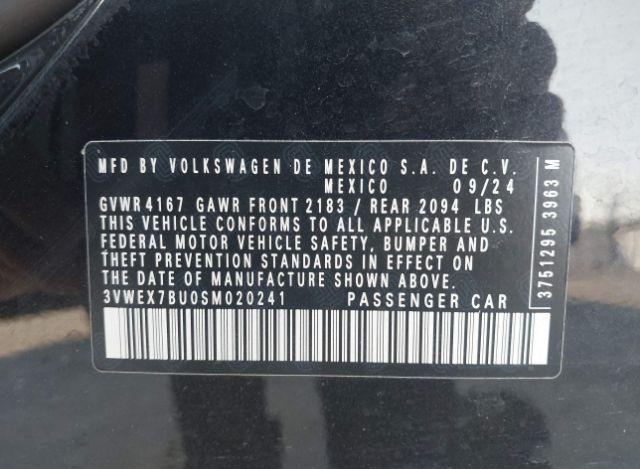 MFD BY VOLKSWAGEN DE MEXICO S.A. DE C.V.
MEXICO 09/24
GVWR 4167 GAWR FRONT 2183 / REAR 2094 LBS
THIS VEHICLE CONFORMS TO ALL APPLICABLE U.S.
FEDERAL MOTOR VEHICLE SAFETY, BUMPER AND
THEFT PREVENTION STANDARDS IN EFFECT ON
THE DATE OF MANUFACTURE SHOWN ABOVE.
3VWEX7BU0SM020241 PASSENGER CAR
3751295 3963 M